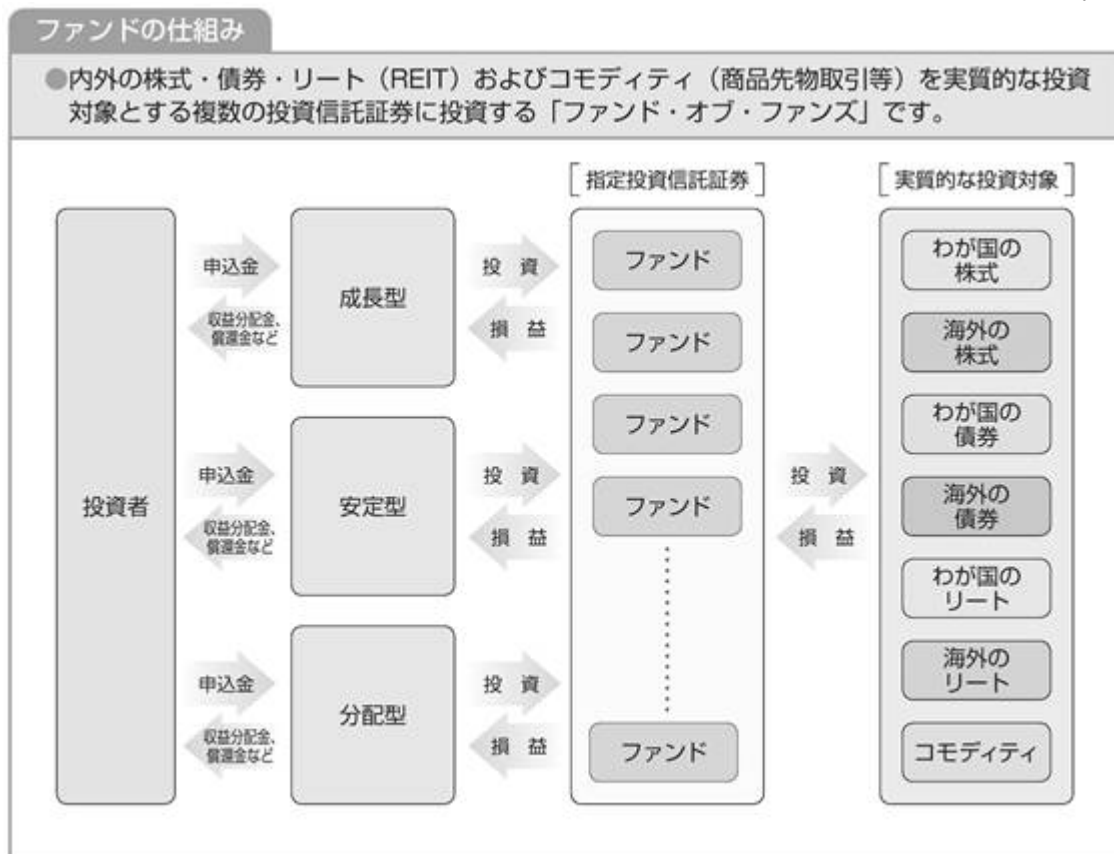 ファンドの仕組み
●内外の株式・債券・リート（REIT）およびコモディティ（商品先物取引等）を実質的な投資
対象とする複数の投資信託証券に投資する「ファンド・オブ・ファンズ」です。
指定投資信託証券
実質的な投資対象
投資者
申込金
収益分配金、
償還金など
成長型
投 資
損 益
申込金
収益分配金、
償還金など
安定型
投 資
損 益
申込金
収益分配金、
償還金など
分配型
投 資
損 益
ファンド
ファンド
ファンド
ファンド
ファンド
投 資
損 益
わが国の
株式
海外の
株式
わが国の
債券
海外の
債券
わが国の
リート
海外の
リート
コモディティ